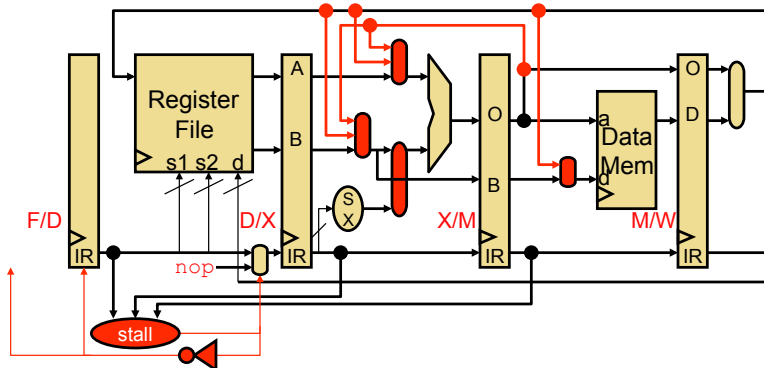 A
O
O
Register
File
B
O
a
D
Data
Mem
s1 s2 d
S
X
B
d
F/D
D/X
X/M
M/W
IR
IR
IR
IR
nop
stall